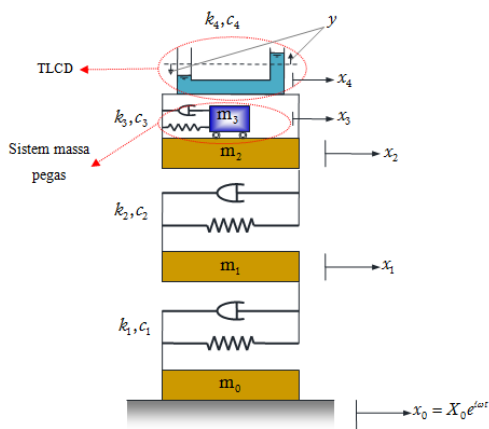 k₄,c₄
y
TLCD
x₄
k₃,c₃
m₃
x₃
Sistem massa
pegas
m₂
x₂
k₂,c₂
m₁
x₁
k₁,c₁
m₀
x₀ = X₀e^{iωt}